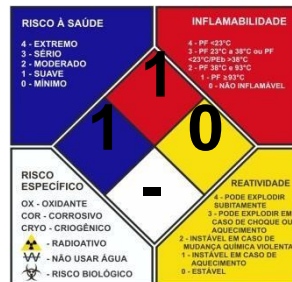 RISCO À SAÚDE
4 - EXTREMO
3 - SÉRIO
2 - MODERADO
1 - SUAVE
0 - MÍNIMO
INFLAMABILIDADE
4 - PF <23°C
3 - PF 23°C a 38°C ou PF
<23°C/PEb >38°C
2 - PF 38°C e 93°C
1 - PF ≥93°C
0 - NÃO INFLAMÁVEL
1
1
0
-
RISCO
ESPECÍFICO
OX - OXIDANTE
COR - CORROSIVO
CRYO - CRIOGÊNICO
- RADIOATIVO
W - NÃO USAR ÁGUA
- RISCO BIOLÓGICO
REATIVIDADE
4 - PODE EXPLODIR
SUBITAMENTE
3 - PODE EXPLODIR EM
CASO DE CHOQUE OU
AQUECIMENTO
2 - INSTÁVEL EM CASO DE
MUDANÇA QUÍMICA VIOLENTA
1 - INSTÁVEL EM CASO DE
AQUECIMENTO
0 - ESTÁVEL